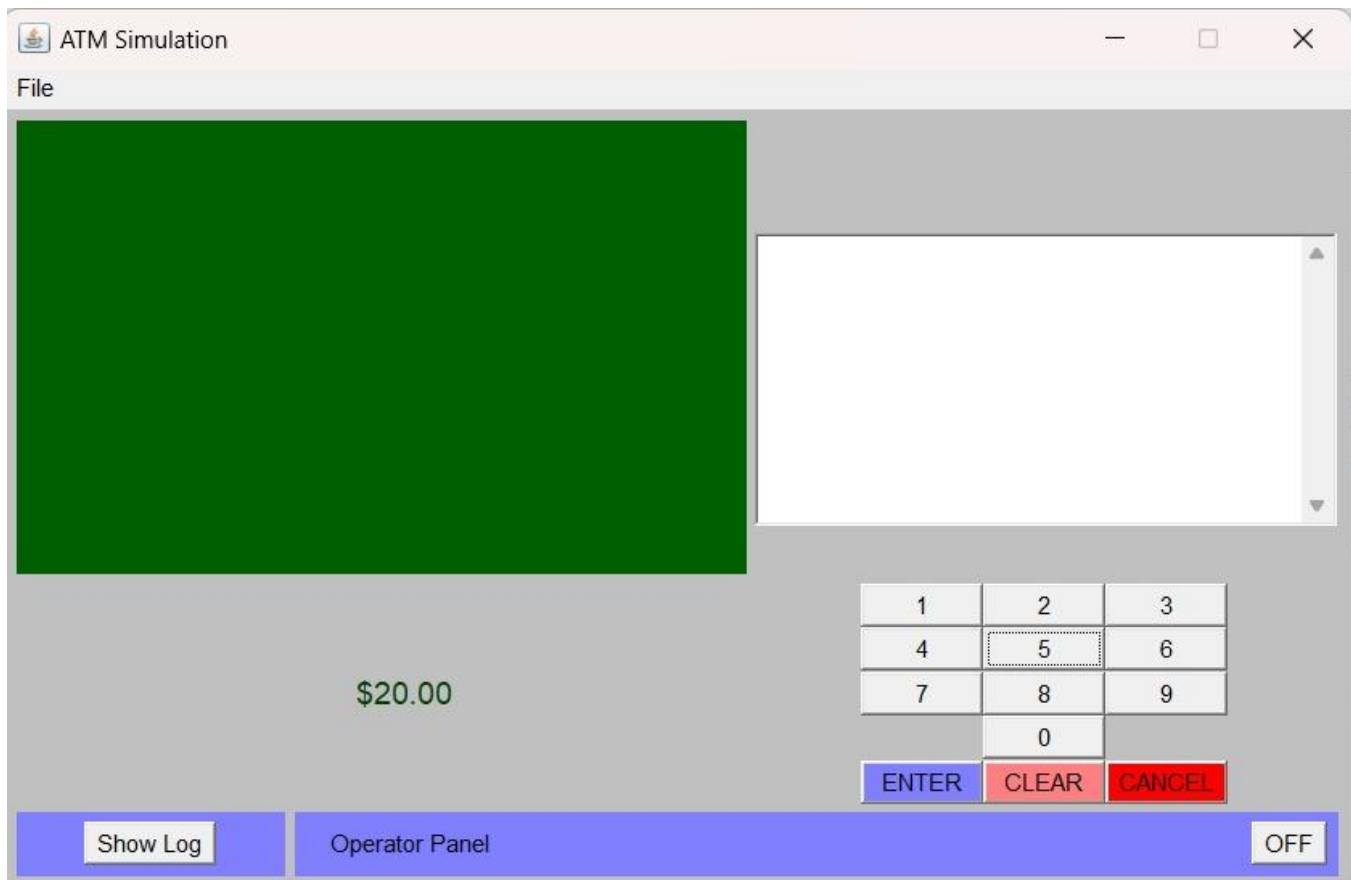 ATM Simulation
File
1 2 3
4 5 6
$20.00
7 8 9
0
ENTER CLEAR CANCEL
Show Log
Operator Panel
OFF